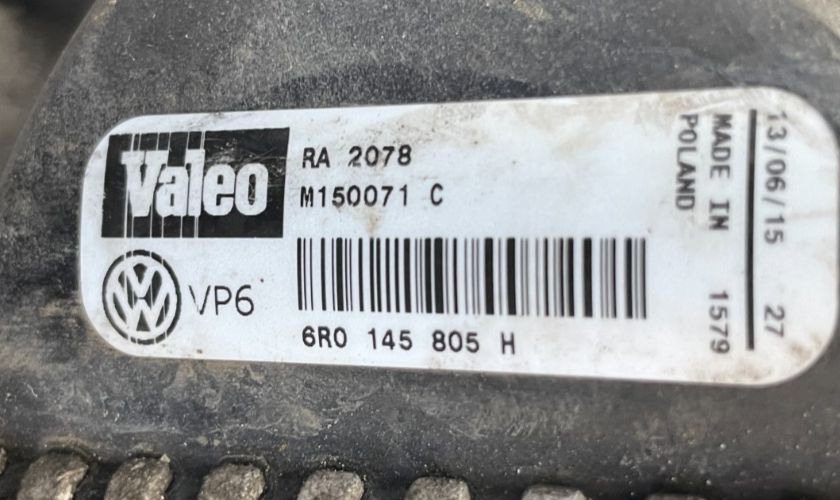 Valeo
RA 2078
M150071 C
VP6
6R0 145 805 H
MADE IN 1579
POLAND
13/06/15 27